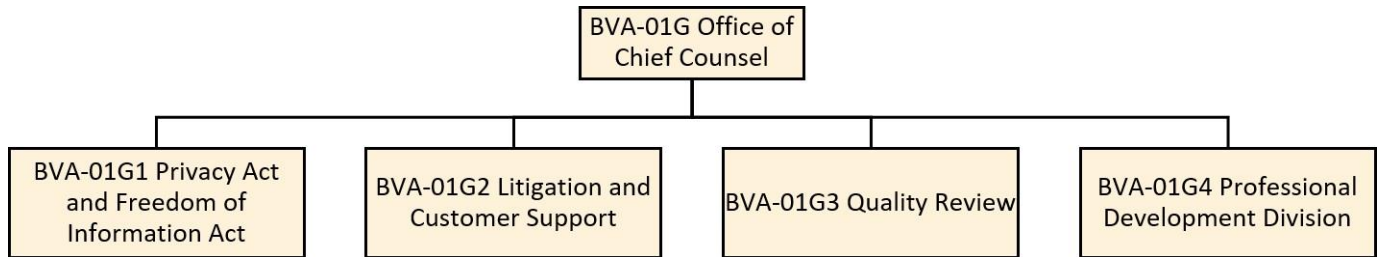 BVA-01G Office of
Chief Counsel
BVA-01G1 Privacy Act
and Freedom of
Information Act
BVA-01G2 Litigation and
Customer Support
BVA-01G3 Quality Review
BVA-01G4 Professional
Development Division